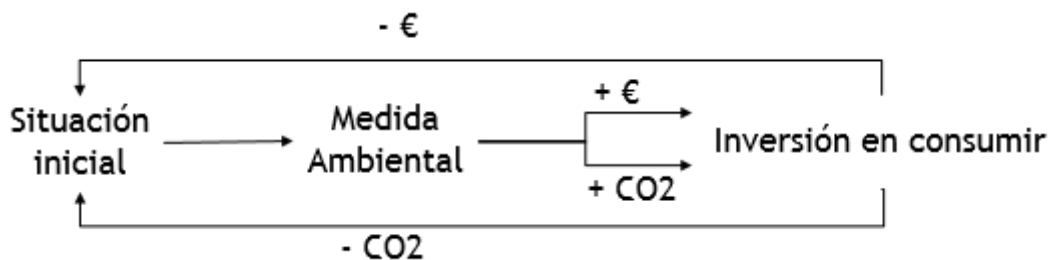 - €
Situación
inicial
Medida
Ambiental
+ €
+ CO2
Inversión en consumir
- CO2